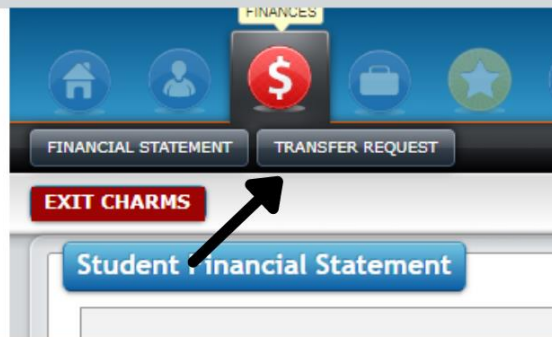 FINANCES
$
FINANCIAL STATEMENT TRANSFER REQUEST
EXIT CHARMS
Student Financial Statement